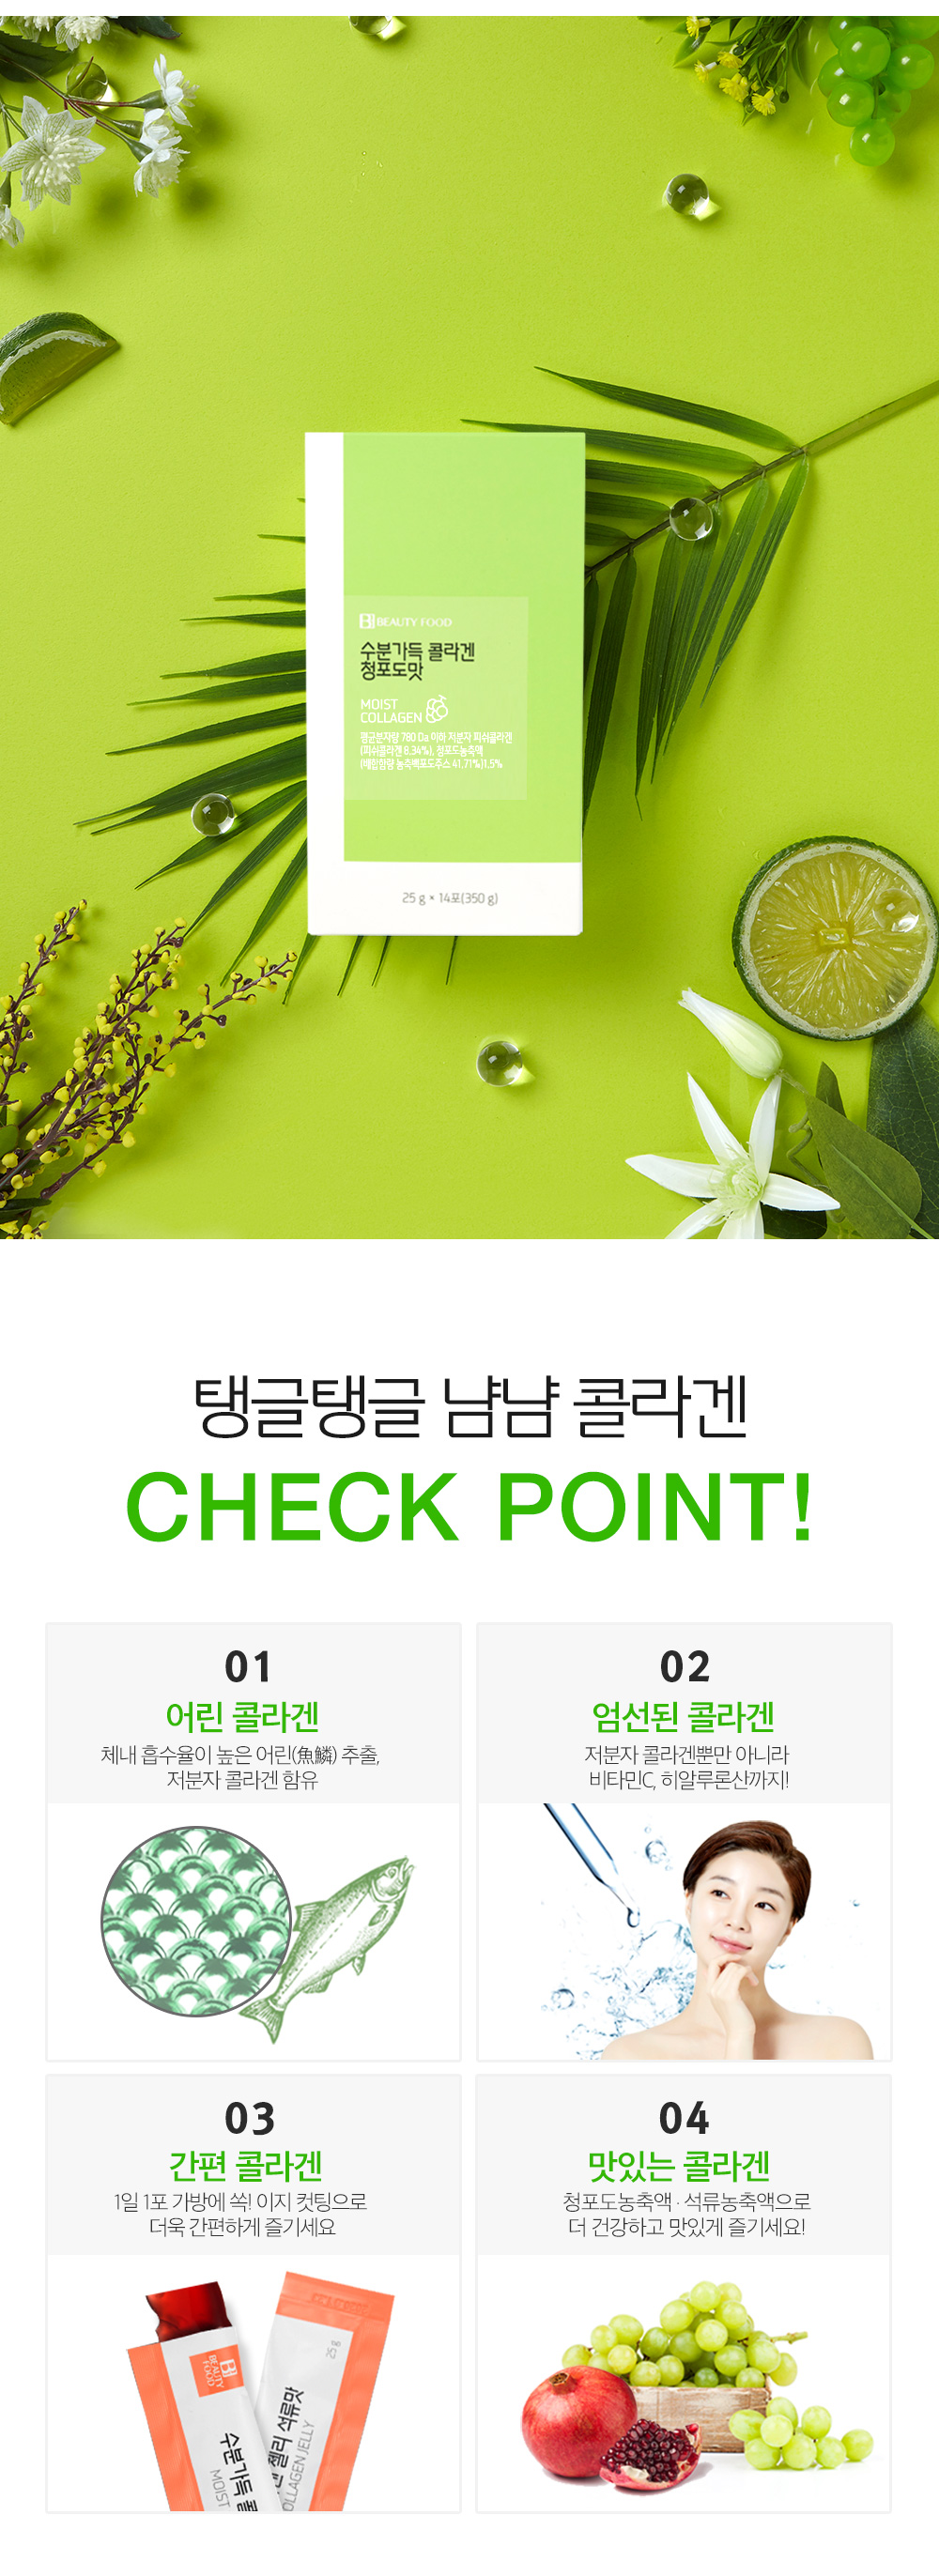 BEAUTY FOOD
수분가득 콜라겐
청포도맛
MOIST
COLLAGEN
평균분자량 780 Da 이하 저분자 피쉬콜라겐
(피쉬콜라겐 6.34%), 청포도농축액
(배합함량 농축백포도주스 41.71%)1.5%
25 g × 14포(350 g)
탱글탱글 냠냠 콜라겐
CHECK POINT!
01
어린 콜라겐
체내 흡수율이 높은 어린(魚鱗) 추출,
저분자 콜라겐 함유
02
엄선된 콜라겐
저분자 콜라겐뿐만 아니라
비타민C, 히알루론산까지!
03
간편 콜라겐
1일 1포 가방에 쏙! 이지 컷팅으로
더욱 간편하게 즐기세요
BEAUTY
FOOD
수분가득 콜
MOIST
25 g
젤리 석류맛
COLLAGEN JELLY
04
맛있는 콜라겐
청포도농축액 · 석류농축액으로
더 건강하고 맛있게 즐기세요!